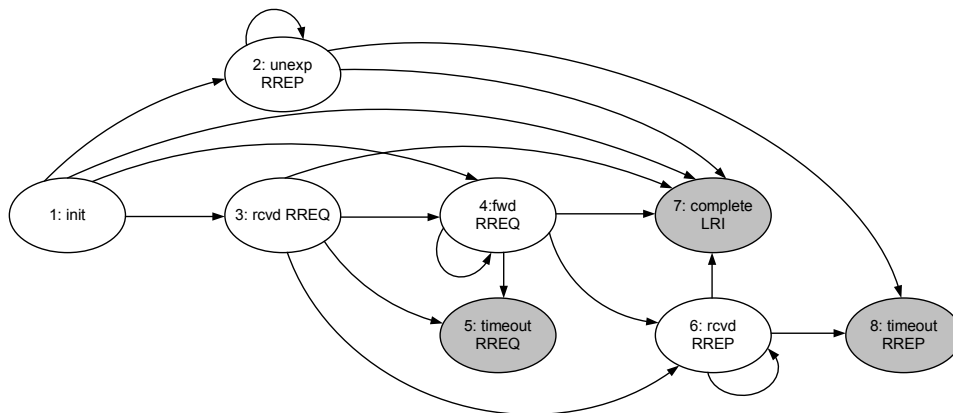 2: unexp
RREP
1: init
3: rcvd RREQ
4:fwd
RREQ
7: complete
LRI
5: timeout
RREQ
6: rcvd
RREP
8: timeout
RREP